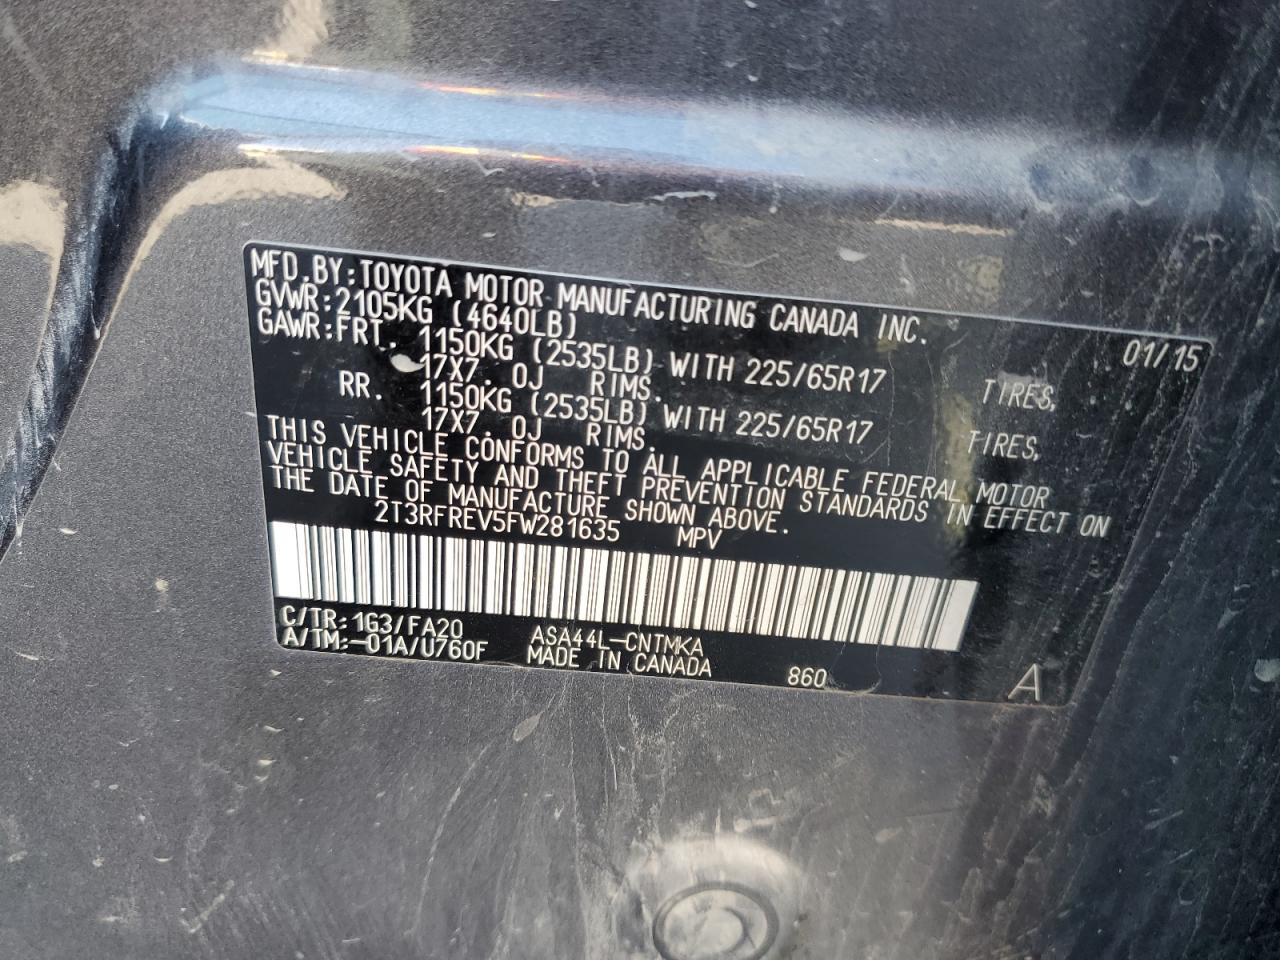 MFD.BY:TOYOTA MOTOR MANUFACTURING CANADA INC. 01/15
GVWR:2105KG (4640LB)
GAWR:FRT. 1150KG (2535LB) WITH 225/65R17 TIRES,
17X7. 0J RIMS.
RR. 1150KG (2535LB) WITH 225/65R17 TIRES,
17X7 0J RIMS.
THIS VEHICLE CONFORMS TO ALL APPLICABLE FEDERAL MOTOR
VEHICLE SAFETY AND THEFT PREVENTION STANDARDS IN EFFECT ON
THE DATE OF MANUFACTURE SHOWN ABOVE.
2T3RFREV5FW281635 MPV
C/TR:1G3/FA20 ASA44L-CNTMKA
A/TM:-01A/U760F MADE IN CANADA 860 A